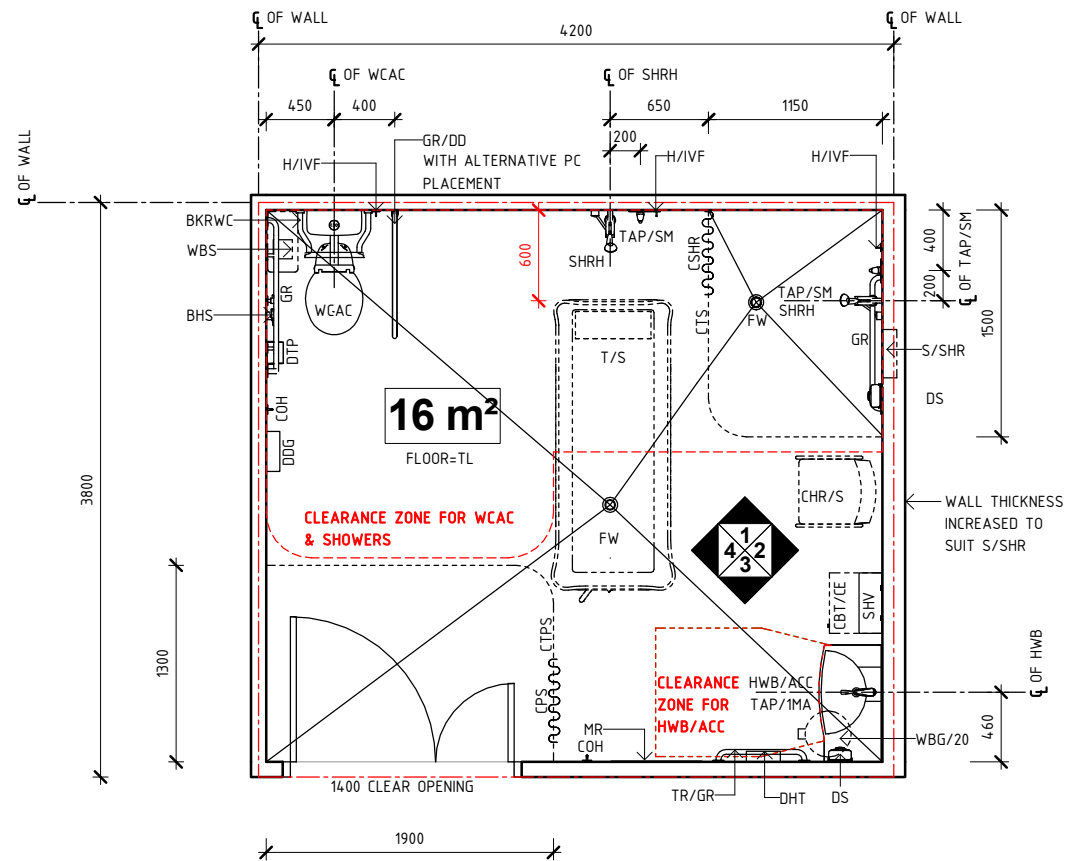 ℄ OF WALL
℄ OF WALL
4200
℄ OF WCAC
℄ OF SHRH
450
400
650
1150
200
GR/DD
WITH ALTERNATIVE PC
PLACEMENT
H/IVF
H/IVF
H/IVF
℄ OF WALL
BKRWC
WBS
GR
WCAC
BHS
DTP
COH
DDG
600
SHRH
TAP/SM
CSHR
CTS
TAP/SM
SHRH
FW
GR
400
200
℄ OF TAP/SM
1500
S/SHR
DS
T/S
16 m²
FLOOR=TL
3800
CLEARANCE ZONE FOR WCAC
& SHOWERS
FW
CHR/S
1
4
2
3
WALL THICKNESS
INCREASED TO
SUIT S/SHR
CBT/CE
SHV
1300
CTPS
CPS
CLEARANCE
ZONE FOR
HWB/ACC
HWB/ACC
TAP/1MA
℄ OF HWB
460
WBG/20
MR
COH
1400 CLEAR OPENING
TR/GR
DHT
DS
1900